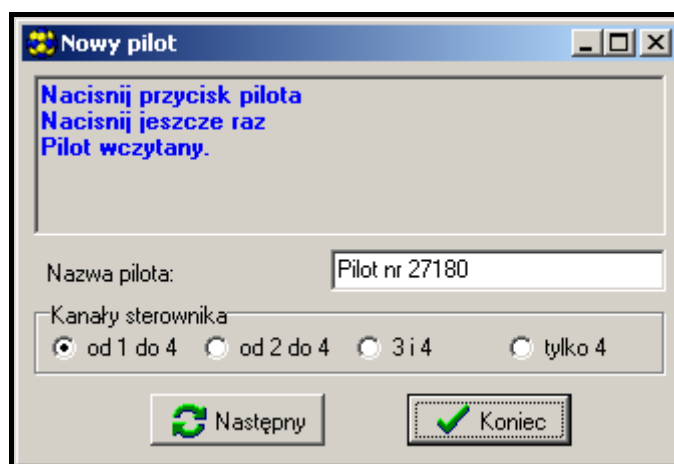 Nowy pilot
Nacisnij przycisk pilota
Nacisnij jeszcze raz
Pilot wczytany.
Nazwa pilota: Pilot nr 27180
Kanały sterownika
od 1 do 4 od 2 do 4 3 i 4 tylko 4
Następny Koniec